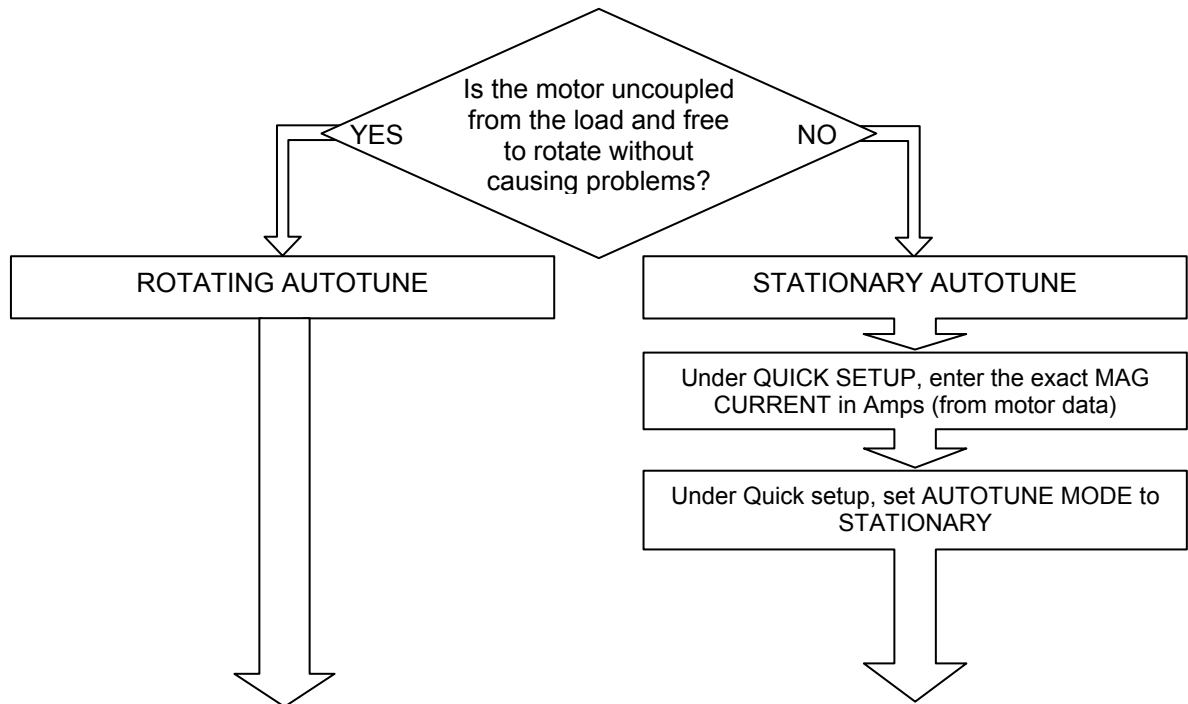 Is the motor uncoupled
from the load and free
to rotate without
causing problems?
YES
NO
ROTATING AUTOTUNE
STATIONARY AUTOTUNE
Under QUICK SETUP, enter the exact MAG
CURRENT in Amps (from motor data)
Under Quick setup, set AUTOTUNE MODE to
STATIONARY